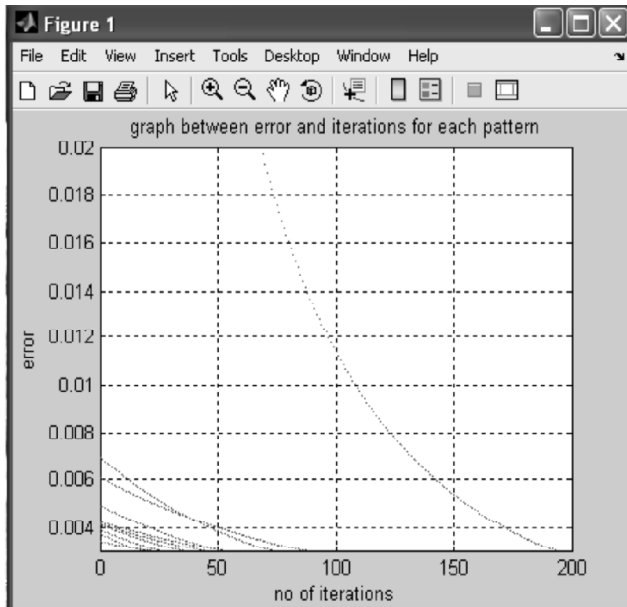 Figure 1
File Edit View Insert Tools Desktop Window Help
graph between error and iterations for each pattern
0.02
0.018
0.016
0.014
0.012
0.01
0.008
0.006
0.004
error
0 50 100 150 200
no of iterations